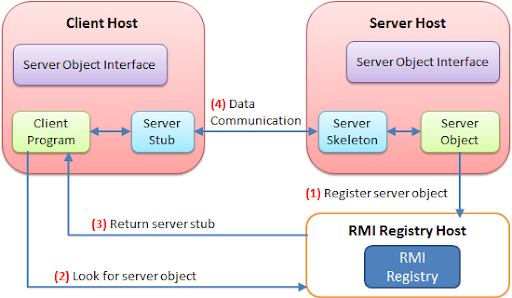 Client Host
Server Object Interface
Client
Program
Server
Stub
(4) Data
Communication
Server Host
Server Object Interface
Server
Skeleton
Server
Object
(1) Register server object
(3) Return server stub
(2) Look for server object
RMI Registry Host
RMI
Registry